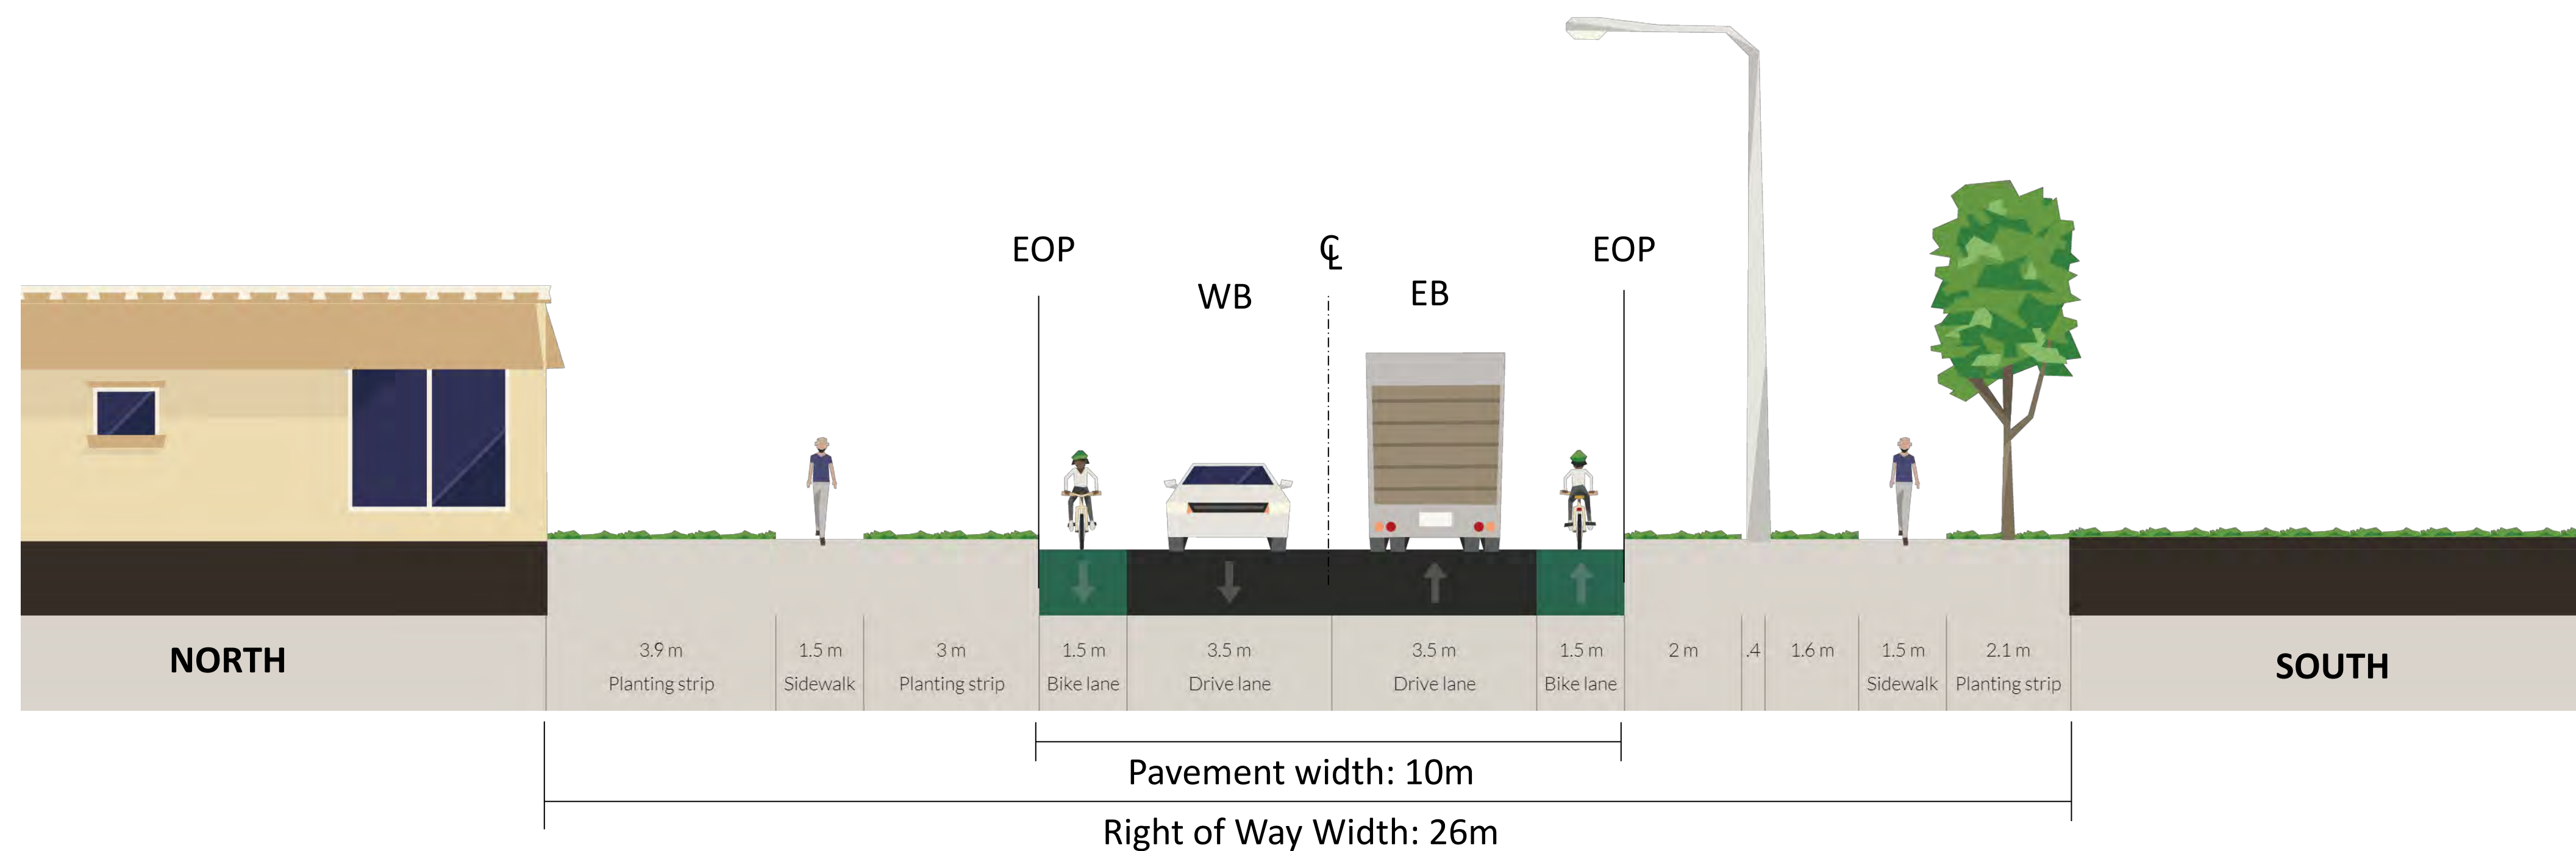 EOP
℄
EOP
WB
EB
NORTH
3.9 m
Planting strip
1.5 m
Sidewalk
3 m
Planting strip
1.5 m
Bike lane
3.5 m
Drive lane
3.5 m
Drive lane
1.5 m
Bike lane
2 m
.4
1.6 m
1.5 m
Sidewalk
2.1 m
Planting strip
SOUTH
Pavement width: 10m
Right of Way Width: 26m